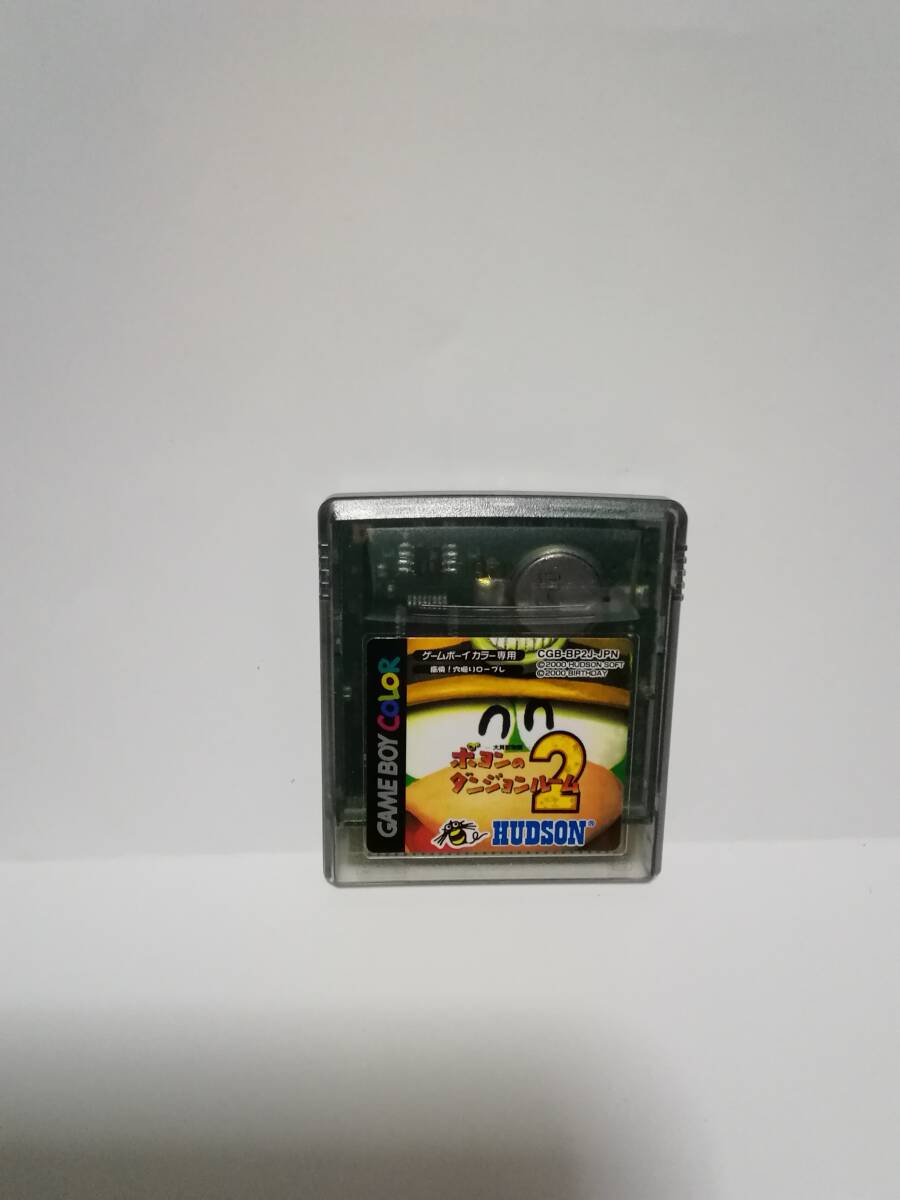 GAME BOY COLOR
ゲームボーイカラー専用
CGB-BP2J-JPN
©2000 HUDSON SOFT
©2000 BIRTHDAY
大貝獣物語
ポヨンの
ダンジョンルーム
2
HUDSON®